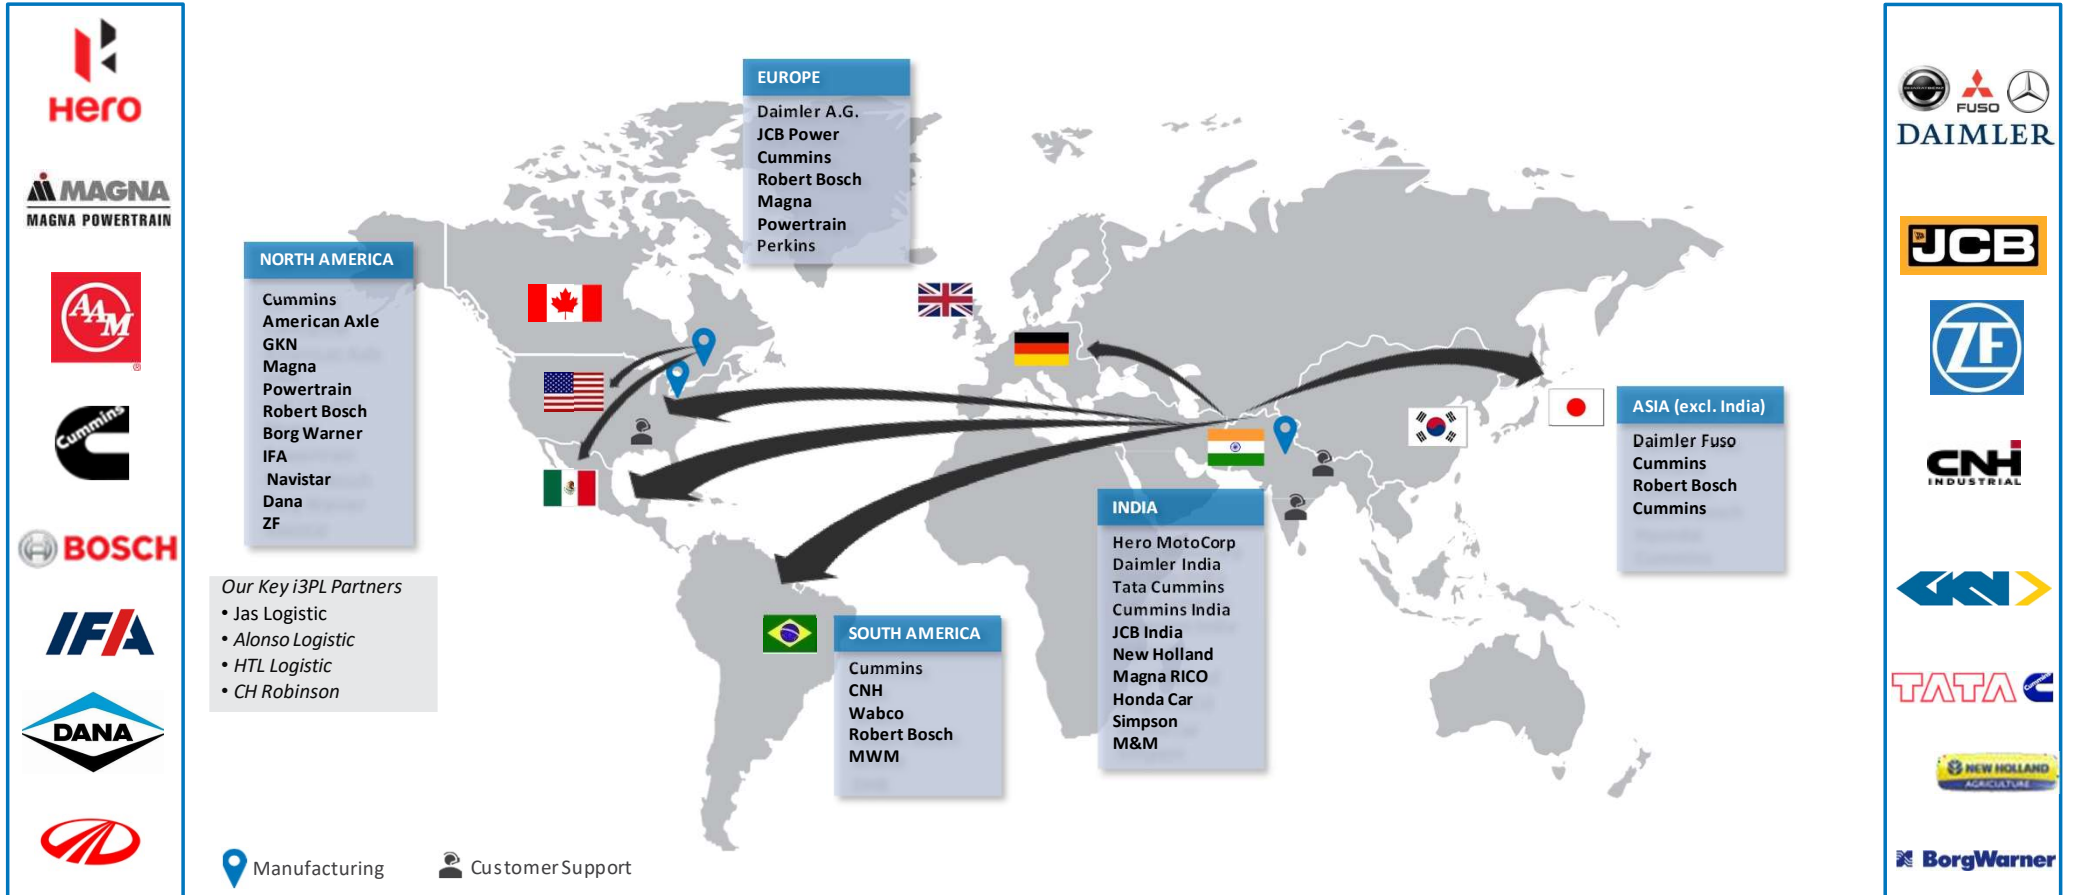 Hero
MAGNA
MAGNA POWERTRAIN
AAM
Cummins
BOSCH
IFA
DANA
NORTH AMERICA
Cummins
American Axle
GKN
Magna
Powertrain
Robert Bosch
Borg Warner
IFA
Navistar
Dana
ZF
Our Key i3PL Partners
• Jas Logistic
• Alonso Logistic
• HTL Logistic
• CH Robinson
EUROPE
Daimler A.G.
JCB Power
Cummins
Robert Bosch
Magna
Powertrain
Perkins
SOUTH AMERICA
Cummins
CNH
Wabco
Robert Bosch
MWM
INDIA
Hero MotoCorp
Daimler India
Tata Cummins
Cummins India
JCB India
New Holland
Magna RICO
Honda Car
Simpson
M&M
ASIA (excl. India)
Daimler Fuso
Cummins
Robert Bosch
Cummins
Manufacturing
Customer Support
FUSO
DAIMLER
JCB
ZF
CNH
INDUSTRIAL
GKN
TATA Cummins
NEW HOLLAND
AGRICULTURE
BorgWarner